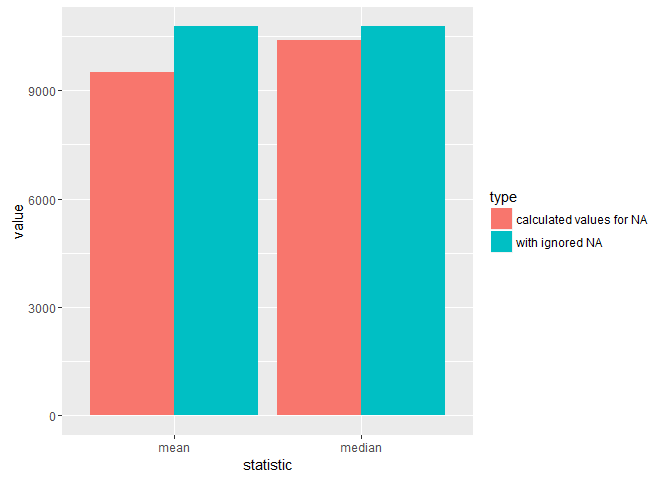 value
9000
6000
3000
0
mean
median
statistic
type
calculated values for NA
with ignored NA